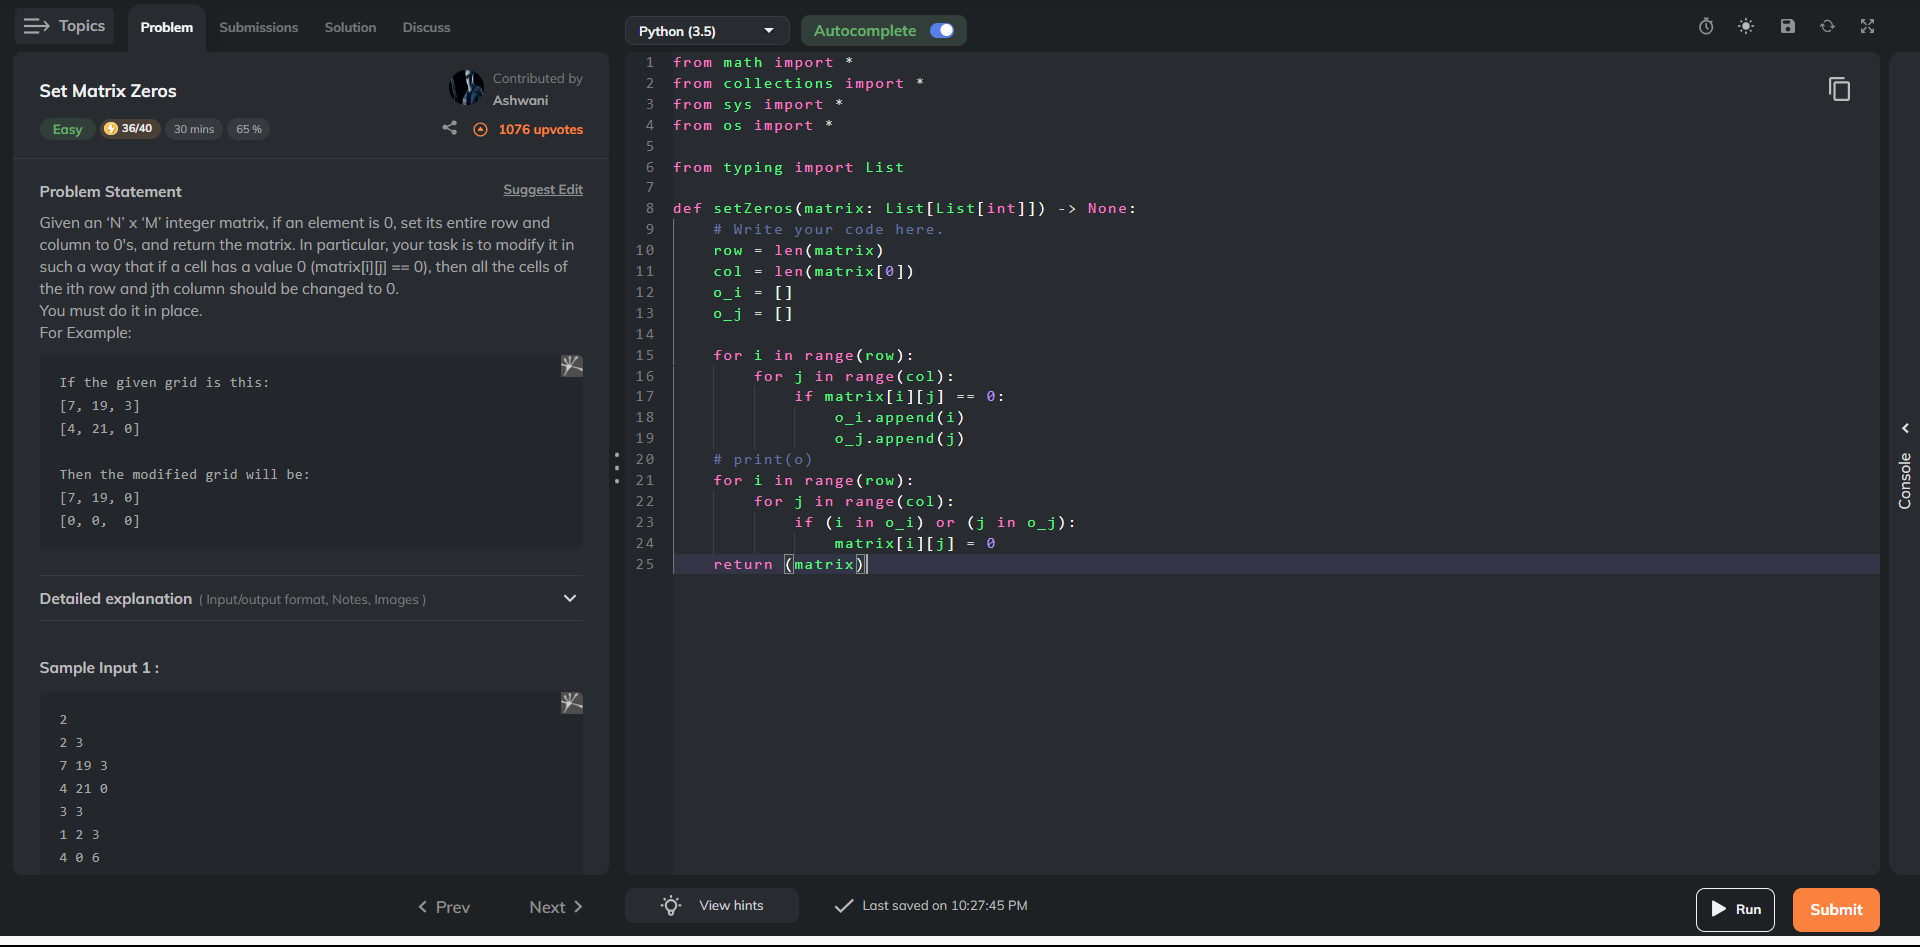 Topics
Problem
Submissions
Solution
Discuss
Set Matrix Zeros
Contributed by
Ashwani
Easy
36/40
30 mins
65 %
1076 upvotes
Problem Statement
Suggest Edit
Given an ‘N’ x ‘M’ integer matrix, if an element is 0, set its entire row and
column to 0's, and return the matrix. In particular, your task is to modify it in
such a way that if a cell has a value 0 (matrix[i][j] == 0), then all the cells of
the ith row and jth column should be changed to 0.
You must do it in place.
For Example:
If the given grid is this:
[7, 19, 3]
[4, 21, 0]
Then the modified grid will be:
[7, 19, 0]
[0, 0,  0]
Detailed explanation ( Input/output format, Notes, Images )
Sample Input 1 :
2
2 3
7 19 3
4 21 0
3 3
1 2 3
4 0 6
Prev
Next
Python (3.5)
Autocomplete
1 from math import *
2 from collections import *
3 from sys import *
4 from os import *
5
6 from typing import List
7
8 def setZeros(matrix: List[List[int]]) -> None:
9     # Write your code here.
10     row = len(matrix)
11     col = len(matrix[0])
12     o_i = []
13     o_j = []
14
15     for i in range(row):
16         for j in range(col):
17             if matrix[i][j] == 0:
18                 o_i.append(i)
19                 o_j.append(j)
20     # print(o)
21     for i in range(row):
22         for j in range(col):
23             if (i in o_i) or (j in o_j):
24                 matrix[i][j] = 0
25     return (matrix)
Console
View hints
Last saved on 10:27:45 PM
Run
Submit